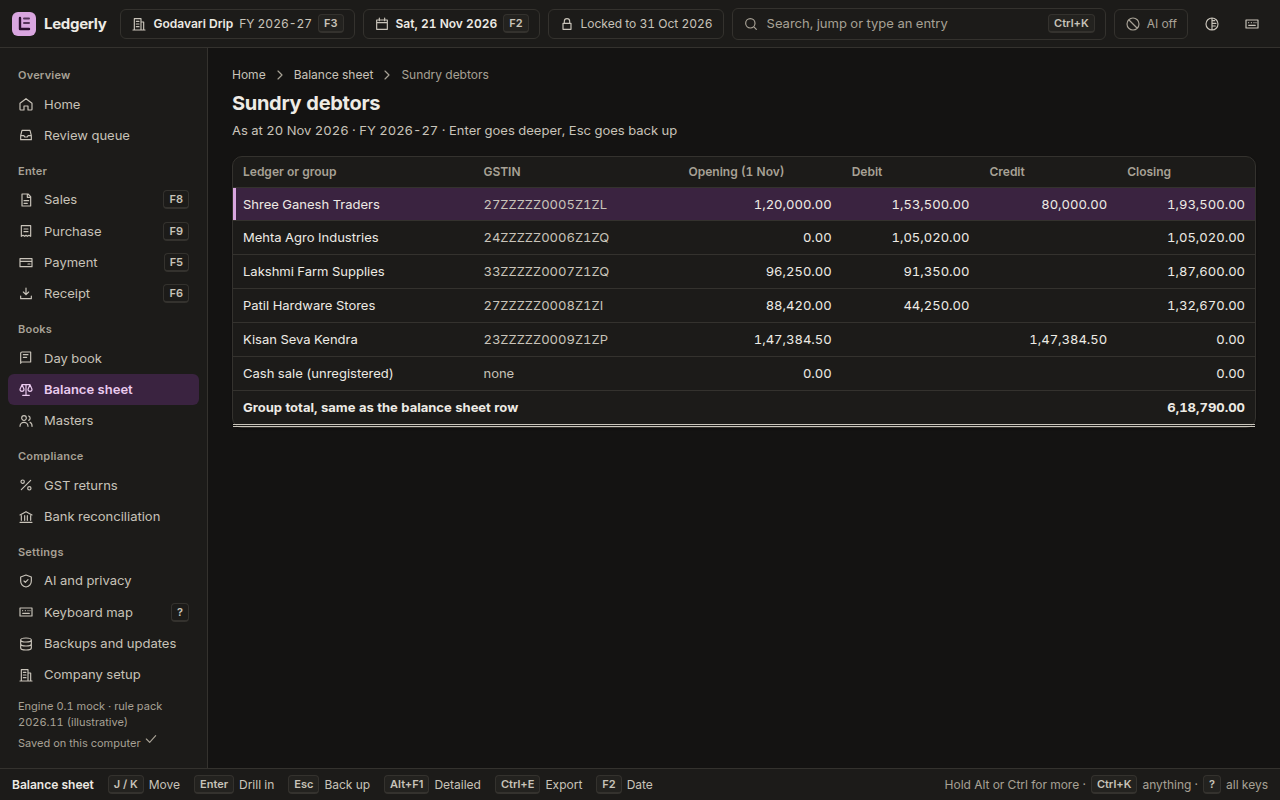 Ledgerly
Godavari Drip FY 2026-27 F3
Sat, 21 Nov 2026 F2
Locked to 31 Oct 2026
Search, jump or type an entry Ctrl+K
AI off
Overview
Home
Review queue
Enter
Sales F8
Purchase F9
Payment F5
Receipt F6
Books
Day book
Balance sheet
Masters
Compliance
GST returns
Bank reconciliation
Settings
AI and privacy
Keyboard map ?
Backups and updates
Company setup
Engine 0.1 mock · rule pack
2026.11 (illustrative)
Saved on this computer
Home > Balance sheet > Sundry debtors
Sundry debtors
As at 20 Nov 2026 · FY 2026-27 · Enter goes deeper, Esc goes back up
Ledger or group GSTIN Opening (1 Nov) Debit Credit Closing
Shree Ganesh Traders 27ZZZZZ0005Z1ZL 1,20,000.00 1,53,500.00 80,000.00 1,93,500.00
Mehta Agro Industries 24ZZZZZ0006Z1ZQ 0.00 1,05,020.00 1,05,020.00
Lakshmi Farm Supplies 33ZZZZZ0007Z1ZQ 96,250.00 91,350.00 1,87,600.00
Patil Hardware Stores 27ZZZZZ0008Z1ZI 88,420.00 44,250.00 1,32,670.00
Kisan Seva Kendra 23ZZZZZ0009Z1ZP 1,47,384.50 1,47,384.50 0.00
Cash sale (unregistered) none 0.00 0.00
Group total, same as the balance sheet row 6,18,790.00
Balance sheet J / K Move Enter Drill in Esc Back up Alt+F1 Detailed Ctrl+E Export F2 Date
Hold Alt or Ctrl for more · Ctrl+K anything · ? all keys